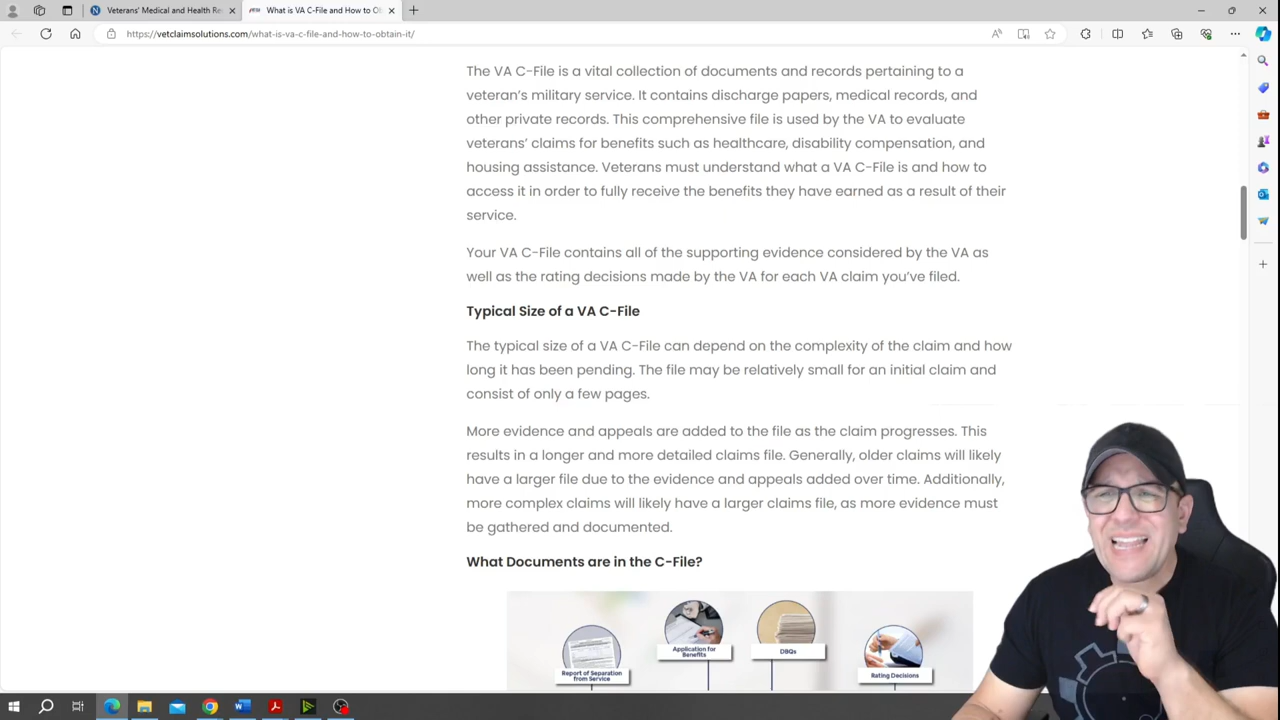 Veterans' Medical and Health Re
What is VA C-File and How to Ob
https://vetclaimsolutions.com/what-is-va-c-file-and-how-to-obtain-it/
The VA C-File is a vital collection of documents and records pertaining to a
veteran's military service. It contains discharge papers, medical records, and
other private records. This comprehensive file is used by the VA to evaluate
veterans' claims for benefits such as healthcare, disability compensation, and
housing assistance. Veterans must understand what a VA C-File is and how to
access it in order to fully receive the benefits they have earned as a result of their
service.
Your VA C-File contains all of the supporting evidence considered by the VA as
well as the rating decisions made by the VA for each VA claim you've filed.
Typical Size of a VA C-File
The typical size of a VA C-File can depend on the complexity of the claim and how
long it has been pending. The file may be relatively small for an initial claim and
consist of only a few pages.
More evidence and appeals are added to the file as the claim progresses. This
results in a longer and more detailed claims file. Generally, older claims will likely
have a larger file due to the evidence and appeals added over time. Additionally,
more complex claims will likely have a larger claims file, as more evidence must
be gathered and documented.
What Documents are in the C-File?
Application for
Benefits
DBQs
Report of Separation
from Service
Rating Decisions